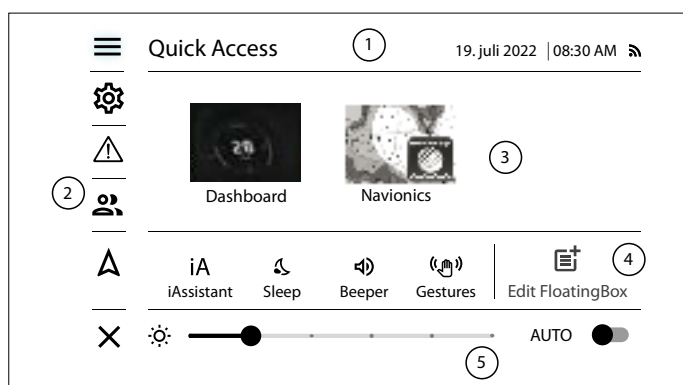 Quick Access
1
19. juli 2022 | 08:30 AM
29
Dashboard
Navionics
3
2
4
iA
iAssistant
Sleep
Beeper
Gestures
Edit FloatingBox
AUTO
5